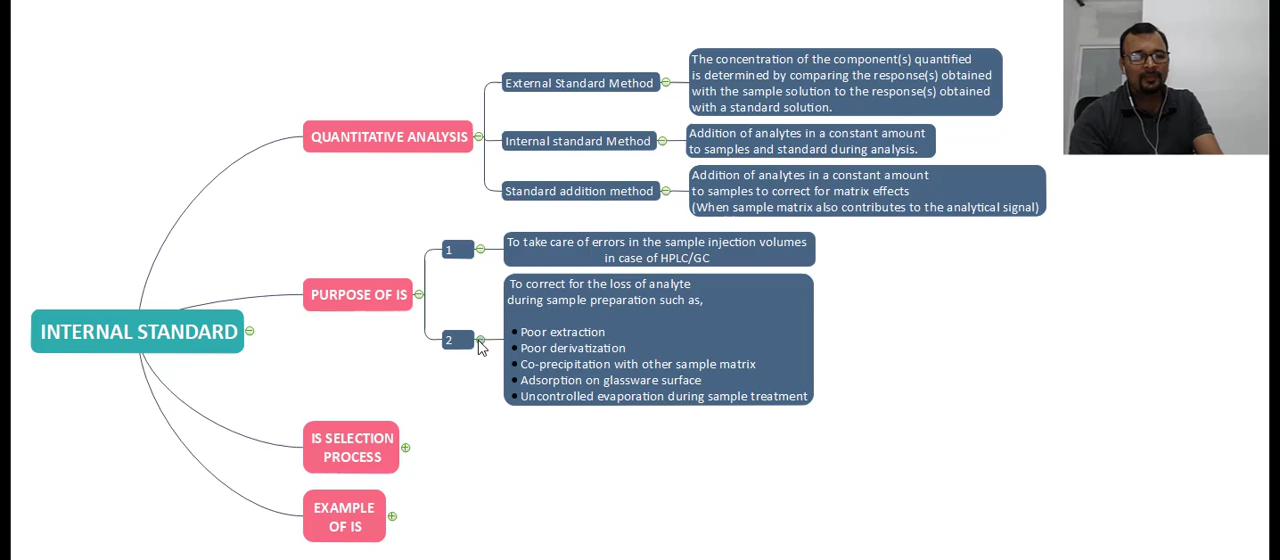 INTERNAL STANDARD
QUANTITATIVE ANALYSIS
External Standard Method
The concentration of the component(s) quantified
is determined by comparing the response(s) obtained
with the sample solution to the response(s) obtained
with a standard solution.
Internal standard Method
Addition of analytes in a constant amount
to samples and standard during analysis.
Standard addition method
Addition of analytes in a constant amount
to samples to correct for matrix effects
(When sample matrix also contributes to the analytical signal)
PURPOSE OF IS
1
To take care of errors in the sample injection volumes
in case of HPLC/GC
2
To correct for the loss of analyte
during sample preparation such as,
• Poor extraction
• Poor derivatization
• Co-precipitation with other sample matrix
• Adsorption on glassware surface
• Uncontrolled evaporation during sample treatment
IS SELECTION
PROCESS
EXAMPLE
OF IS